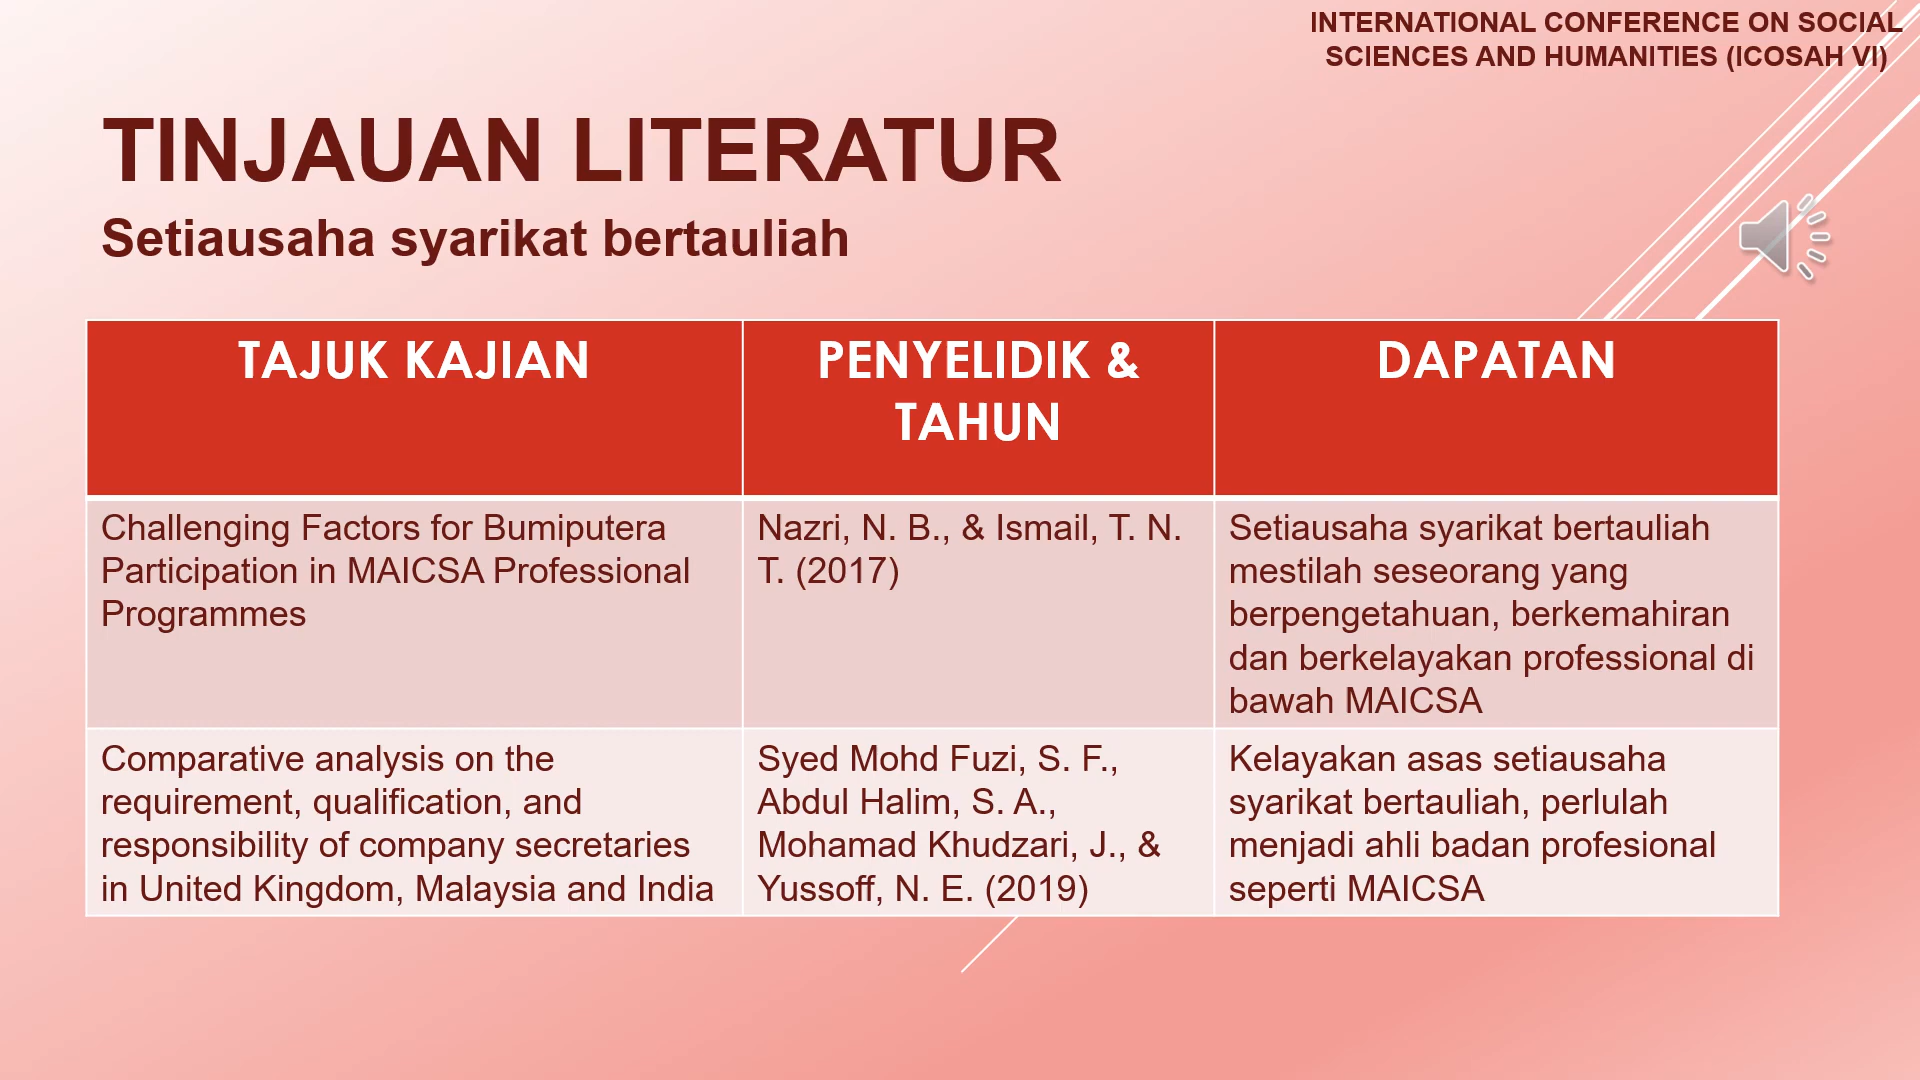 INTERNATIONAL CONFERENCE ON SOCIAL
SCIENCES AND HUMANITIES (ICOSAH VI)
TINJAUAN LITERATUR
Setiausaha syarikat bertauliah
TAJUK KAJIAN
PENYELIDIK &
TAHUN
DAPATAN
Challenging Factors for Bumiputera
Participation in MAICSA Professional
Programmes
Nazri, N. B., & Ismail, T. N.
T. (2017)
Setiausaha syarikat bertauliah
mestilah seseorang yang
berpengetahuan, berkemahiran
dan berkelayakan professional di
bawah MAICSA
Comparative analysis on the
requirement, qualification, and
responsibility of company secretaries
in United Kingdom, Malaysia and India
Syed Mohd Fuzi, S. F.,
Abdul Halim, S. A.,
Mohamad Khudzari, J., &
Yussoff, N. E. (2019)
Kelayakan asas setiausaha
syarikat bertauliah, perlulah
menjadi ahli badan profesional
seperti MAICSA